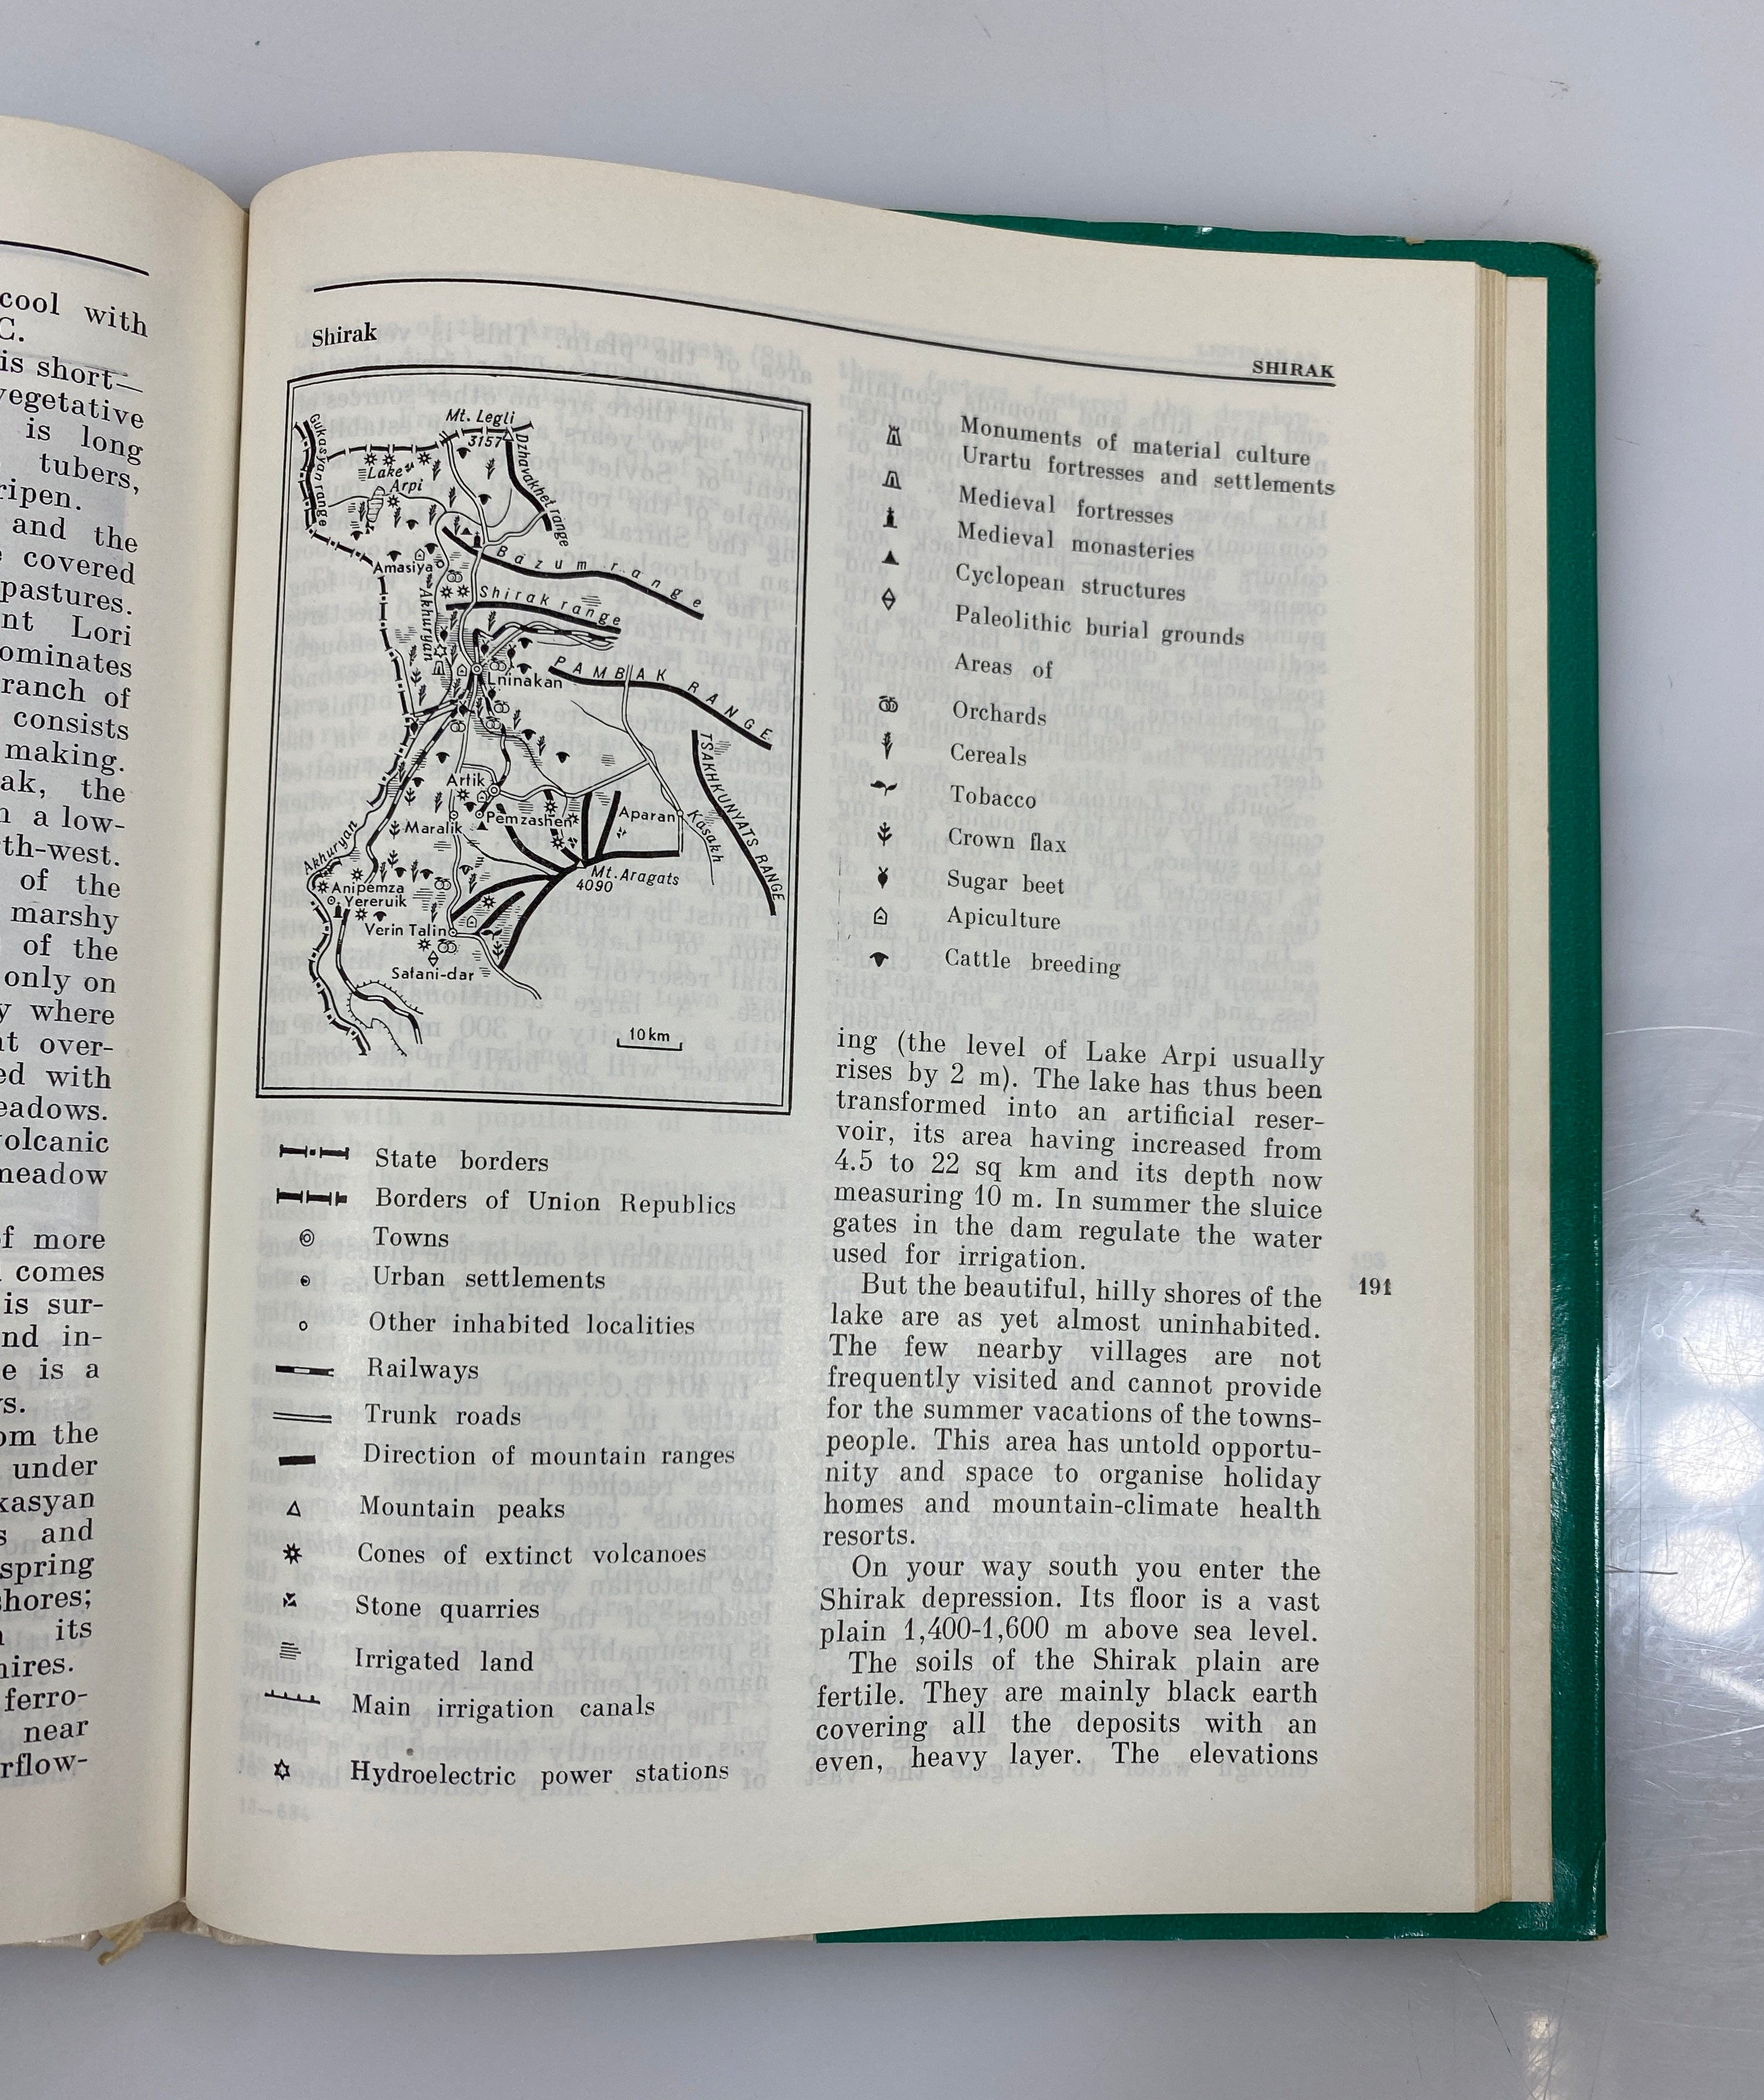 cool with
C.
is short—
vegetative
is long
tubers,
ripen.
and the
covered
pastures.
nt Lori
ominates
ranch of
consists
making.
ak, the
a low-
th-west.
of the
marshy
of the
only on
y where
at over-
ed with
eadows.
volcanic
meadow
of more
comes
is sur-
nd in-
e is a
ys.
om the
under
kasyan
s and
spring
shores;
its
nires.
ferro-
near
rflow-
SHIRAK
Shirak
Mt. Legli
3157
Gukasyan range
Dzhavakhet range
Lake
Arpi
Bazum range
Amasiya
Akhuryan
Shirak range
PAMBAK RANGE
Lninakan
TSAKHKUNYATS RANGE
Artik
Pemzashen
Aparan
Maralik
Kasakh
Akhuryan
Mt. Aragats
4090
Anipemza
Yereruik
Verin Talin
Satani-dar
10 km
State borders
Borders of Union Republics
Towns
Urban settlements
Other inhabited localities
Railways
Trunk roads
Direction of mountain ranges
Mountain peaks
Cones of extinct volcanoes
Stone quarries
Irrigated land
Main irrigation canals
Hydroelectric power stations
Monuments of material culture
Urartu fortresses and settlements
Medieval fortresses
Medieval monasteries
Cyclopean structures
Paleolithic burial grounds
Areas of
Orchards
Cereals
Tobacco
Crown flax
Sugar beet
Apiculture
Cattle breeding
ing (the level of Lake Arpi usually
rises by 2 m). The lake has thus been
transformed into an artificial reser-
voir, its area having increased from
4.5 to 22 sq km and its depth now
measuring 10 m. In summer the sluice
gates in the dam regulate the water
used for irrigation.
But the beautiful, hilly shores of the
lake are as yet almost uninhabited.
The few nearby villages are not
frequently visited and cannot provide
for the summer vacations of the towns-
people. This area has untold opportu-
nity and space to organise holiday
homes and mountain-climate health
resorts.
On your way south you enter the
Shirak depression. Its floor is a vast
plain 1,400-1,600 m above sea level.
The soils of the Shirak plain are
fertile. They are mainly black earth
covering all the deposits with an
even, heavy layer. The elevations
191